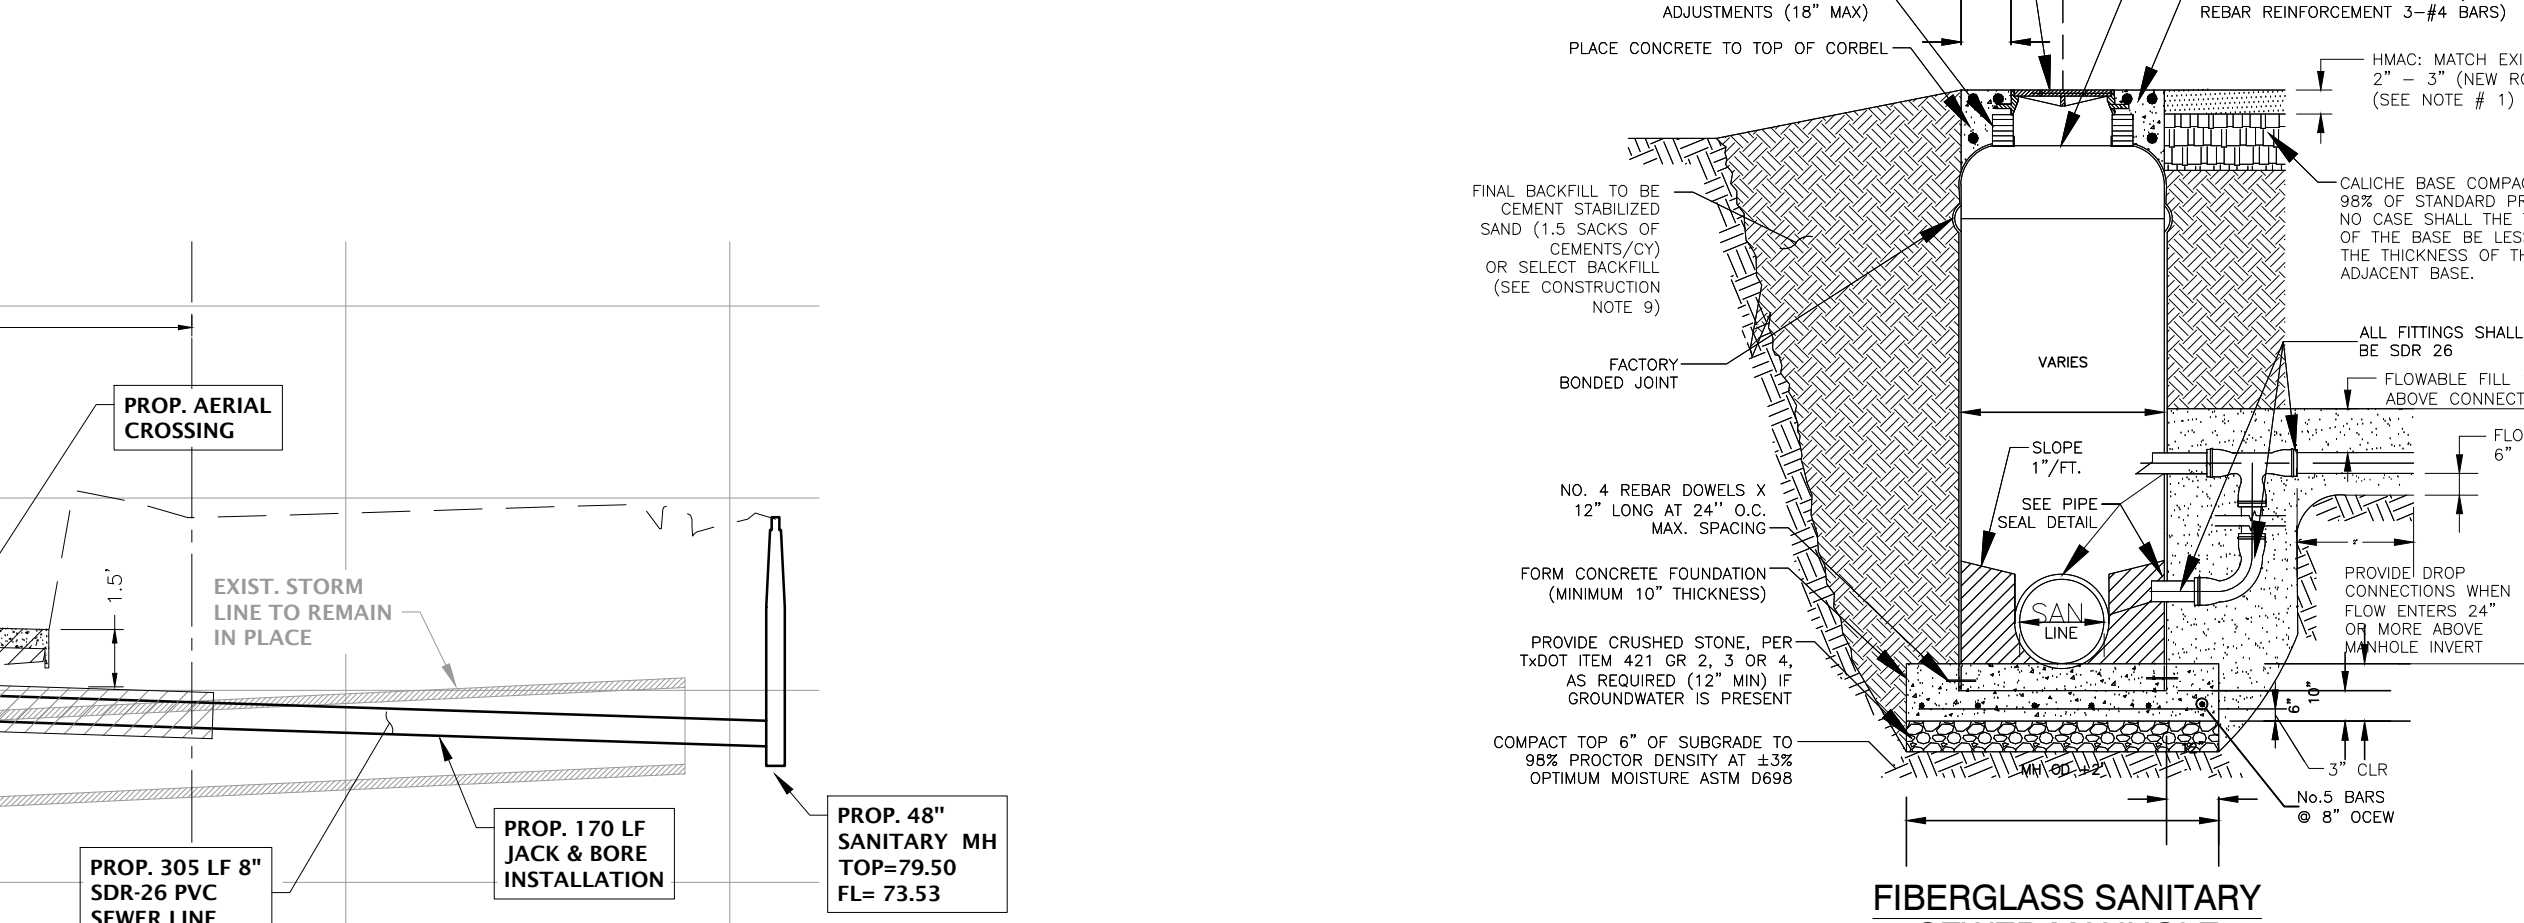 PROP. AERIAL
CROSSING
1.5'
EXIST. STORM
LINE TO REMAIN
IN PLACE
PROP. 305 LF 8"
SDR-26 PVC
SEWER LINE
PROP. 170 LF
JACK & BORE
INSTALLATION
PROP. 48"
SANITARY MH
TOP=79.50
FL= 73.53
ADJUSTMENTS (18" MAX)
PLACE CONCRETE TO TOP OF CORBEL
FINAL BACKFILL TO BE
CEMENT STABILIZED
SAND (1.5 SACKS OF
CEMENTS/CY)
OR SELECT BACKFILL
(SEE CONSTRUCTION
NOTE 9)
FACTORY
BONDED JOINT
NO. 4 REBAR DOWELS X
12" LONG AT 24'' O.C.
MAX. SPACING
FORM CONCRETE FOUNDATION
(MINIMUM 10" THICKNESS)
PROVIDE CRUSHED STONE, PER
TxDOT ITEM 421 GR 2, 3 OR 4,
AS REQUIRED (12" MIN) IF
GROUNDWATER IS PRESENT
COMPACT TOP 6" OF SUBGRADE TO
98% PROCTOR DENSITY AT ±3%
OPTIMUM MOISTURE ASTM D698
VARIES
SLOPE
1"/FT.
SEE PIPE
SEAL DETAIL
SAN
LINE
MH OD +2'
REBAR REINFORCEMENT 3-#4 BARS)
HMAC: MATCH EXI
2" - 3" (NEW RO
(SEE NOTE # 1)
CALICHE BASE COMPAC
98% OF STANDARD PR
NO CASE SHALL THE T
OF THE BASE BE LESS
THE THICKNESS OF TH
ADJACENT BASE.
ALL FITTINGS SHALL
BE SDR 26
FLOWABLE FILL
ABOVE CONNECT
FLO
6"
PROVIDE DROP
CONNECTIONS WHEN
FLOW ENTERS 24"
OR MORE ABOVE
MANHOLE INVERT
6"
10"
3" CLR
No.5 BARS
@ 8" OCEW
FIBERGLASS SANITARY